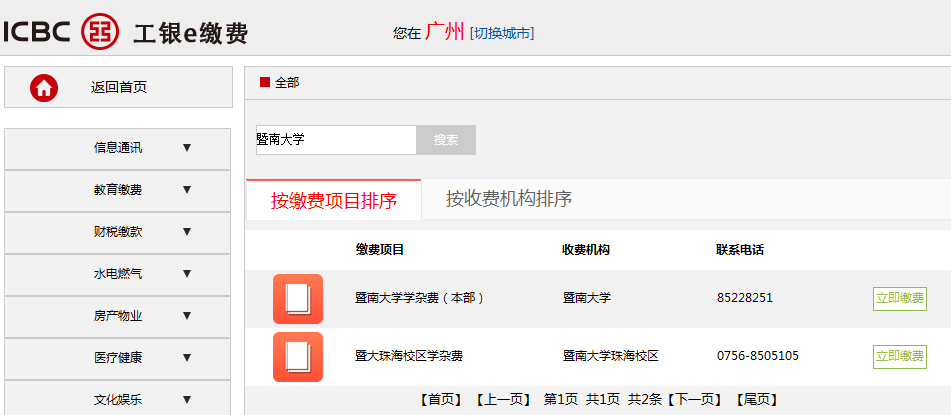 ICBC 工银e缴费
您在 广州 [切换城市]
返回首页
信息通讯 ▼
教育缴费 ▼
财税缴款 ▼
水电燃气 ▼
房产物业 ▼
医疗健康 ▼
文化娱乐 ▼
全部
暨南大学 搜索
按缴费项目排序 按收费机构排序
缴费项目 收费机构 联系电话
暨南大学学杂费（本部） 暨南大学 85228251 立即缴费
暨大珠海校区学杂费 暨南大学珠海校区 0756-8505105 立即缴费
【首页】 【上一页】 第1页 共1页 共2条【下一页】 【尾页】